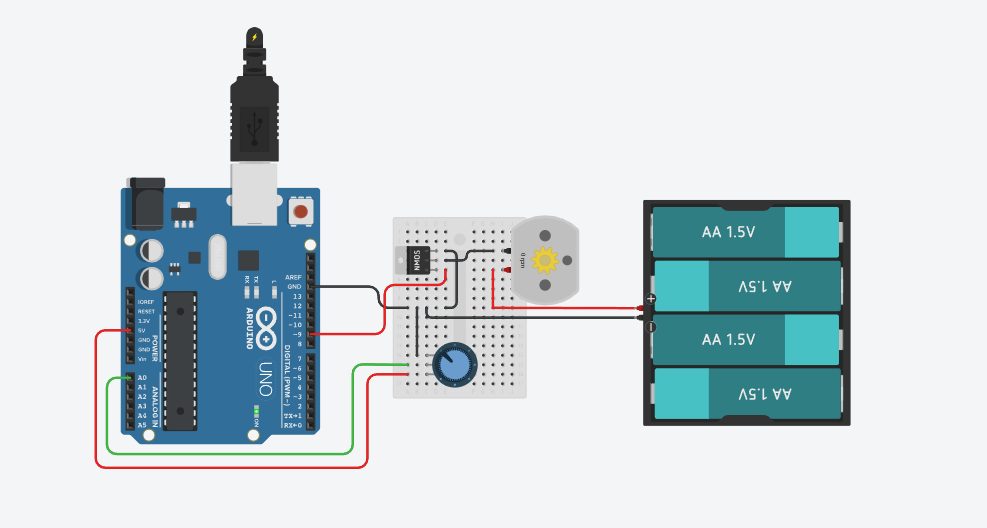 IOREF
RESET
3.3V
5V
GND
GND
Vin
POWER
A0
A1
A2
A3
A4
A5
ANALOG IN
AREF
GND
13
12
~11
~10
~9
8
7
~6
~5
4
~3
2
TX→1
RX←0
DIGITAL (PWM~)
RX
TX
L
ARDUINO
UNO
ON
NMOS
0 rpm
+
AA 1.5V
AA 1.5V
AA 1.5V
AA 1.5V